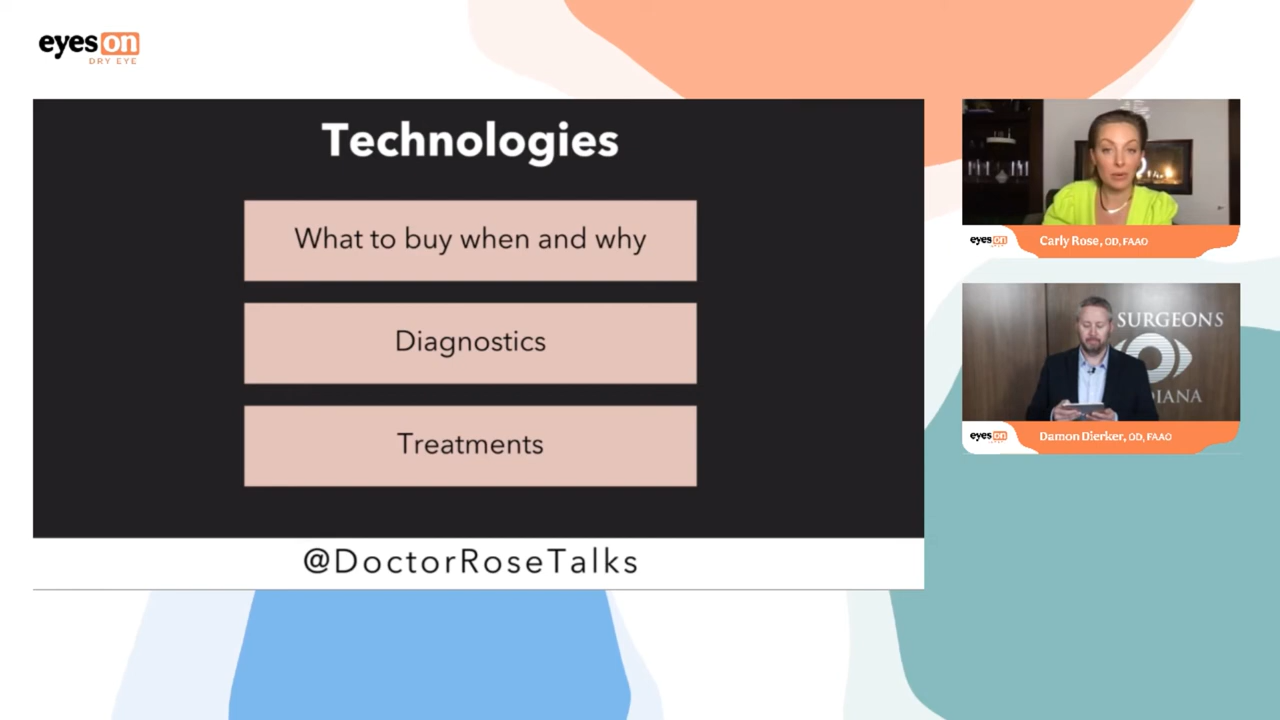 eyes on
DRY EYE
Technologies
What to buy when and why
Diagnostics
Treatments
@DoctorRoseTalks
eyes on
Carly Rose, OD, FAAO
SURGEONS
DIANA
eyes on
Damon Dierker, OD, FAAO